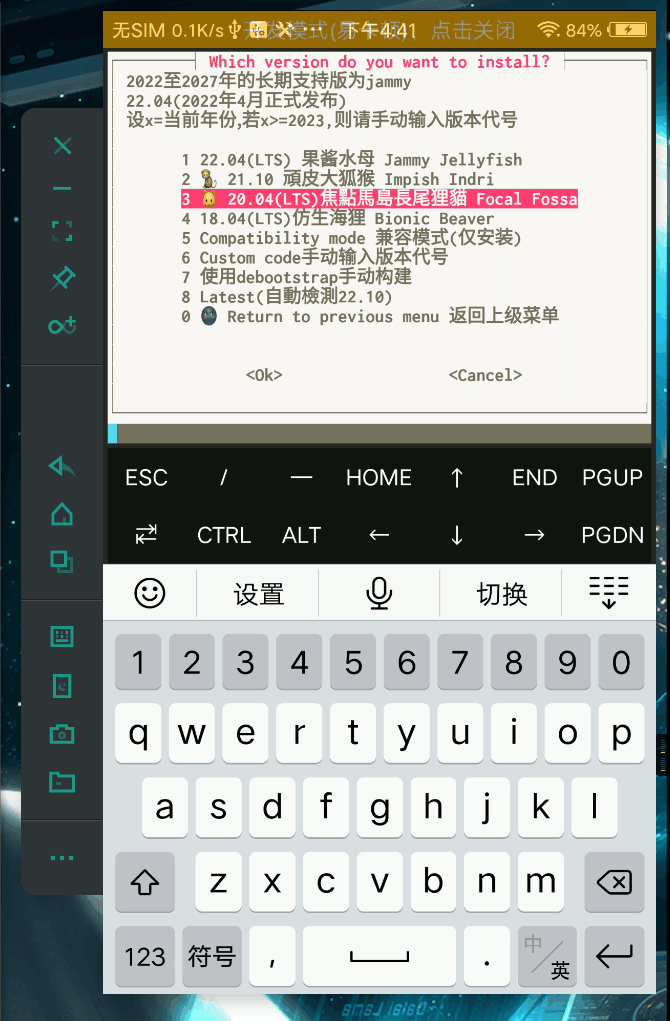 无SIM 0.1K/s 下午4:41 84%
开发模式(易卡顿)，点击关闭
Which version do you want to install?
2022至2027年的长期支持版为jammy
22.04(2022年4月正式发布)
设x=当前年份,若x>=2023,则请手动输入版本代号
1 22.04(LTS) 果酱水母 Jammy Jellyfish
2 🐒 21.10 頑皮大狐猴 Impish Indri
3 🐱 20.04(LTS)焦點馬島長尾狸貓 Focal Fossa
4 18.04(LTS)仿生海狸 Bionic Beaver
5 Compatibility mode 兼容模式(仅安装)
6 Custom code手动输入版本代号
7 使用debootstrap手动构建
8 Latest(自動檢測22.10)
0 🌚 Return to previous menu 返回上级菜单
<Ok> <Cancel>
ESC / — HOME ↑ END PGUP
⇄ CTRL ALT ← ↓ → PGDN
设置 切换
1 2 3 4 5 6 7 8 9 0
q w e r t y u i o p
a s d f g h j k l
z x c v b n m
123 符号 , . 中/英